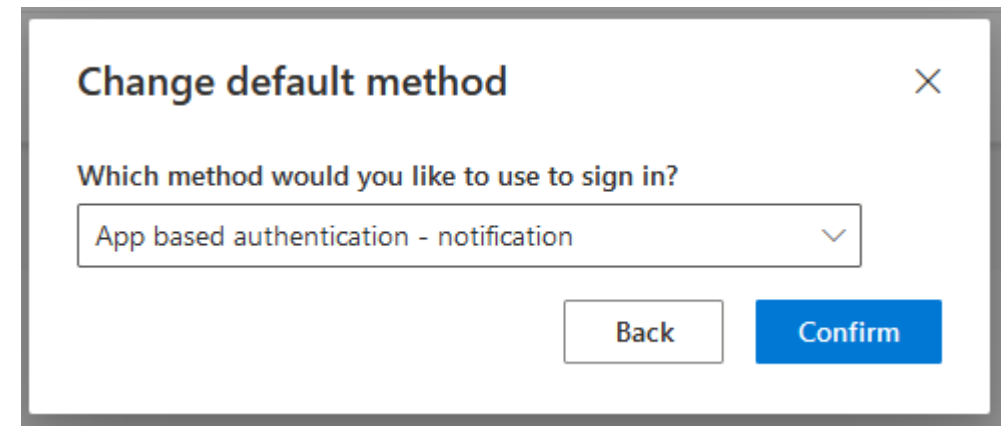 Change default method
Which method would you like to use to sign in?
App based authentication - notification
Back
Confirm